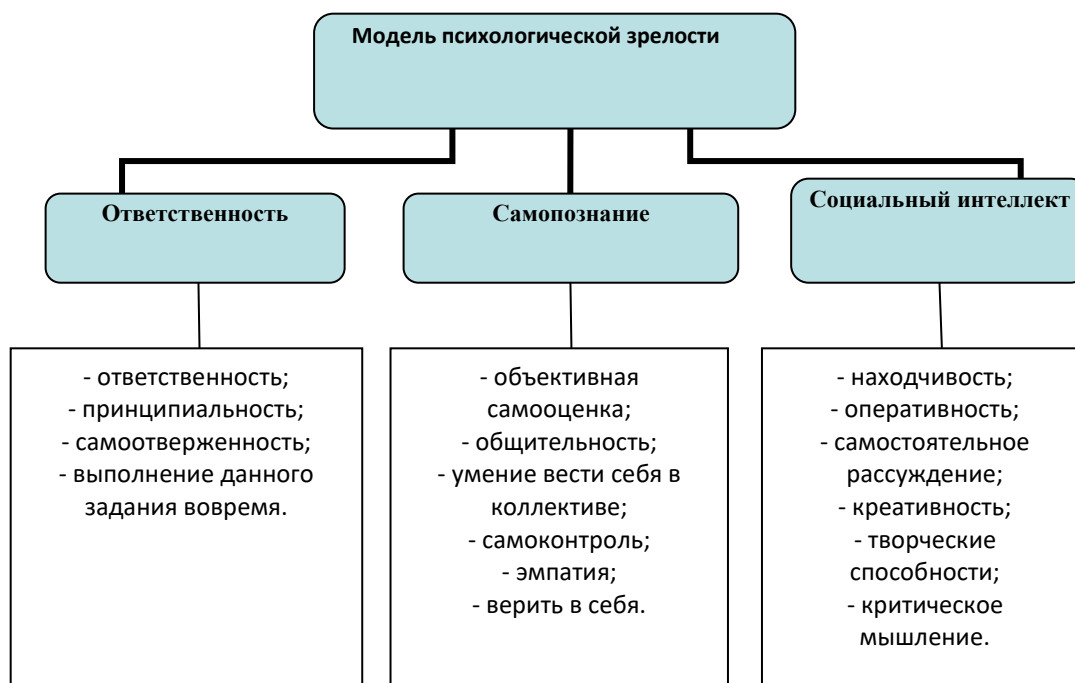 Модель психологической зрелости
Ответственность
Самопознание
Социальный интеллект
- ответственность;
- принципиальность;
- самоотверженность;
- выполнение данного
задания вовремя.
- объективная
самооценка;
- общительность;
- умение вести себя в
коллективе;
- самоконтроль;
- эмпатия;
- верить в себя.
- находчивость;
- оперативность;
- самостоятельное
рассуждение;
- креативность;
- творческие
способности;
- критическое
мышление.